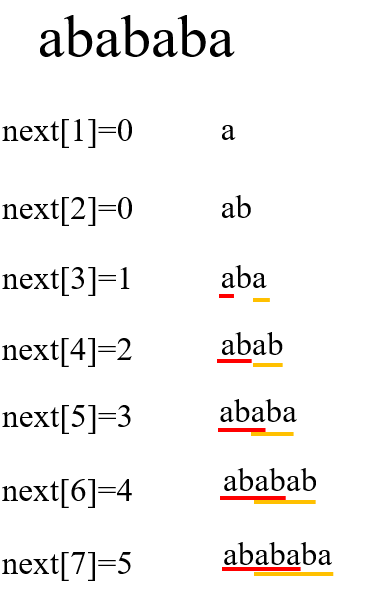 abababa
next[1]=0 a
next[2]=0 ab
next[3]=1 aba
next[4]=2 abab
next[5]=3 ababa
next[6]=4 ababab
next[7]=5 abababa